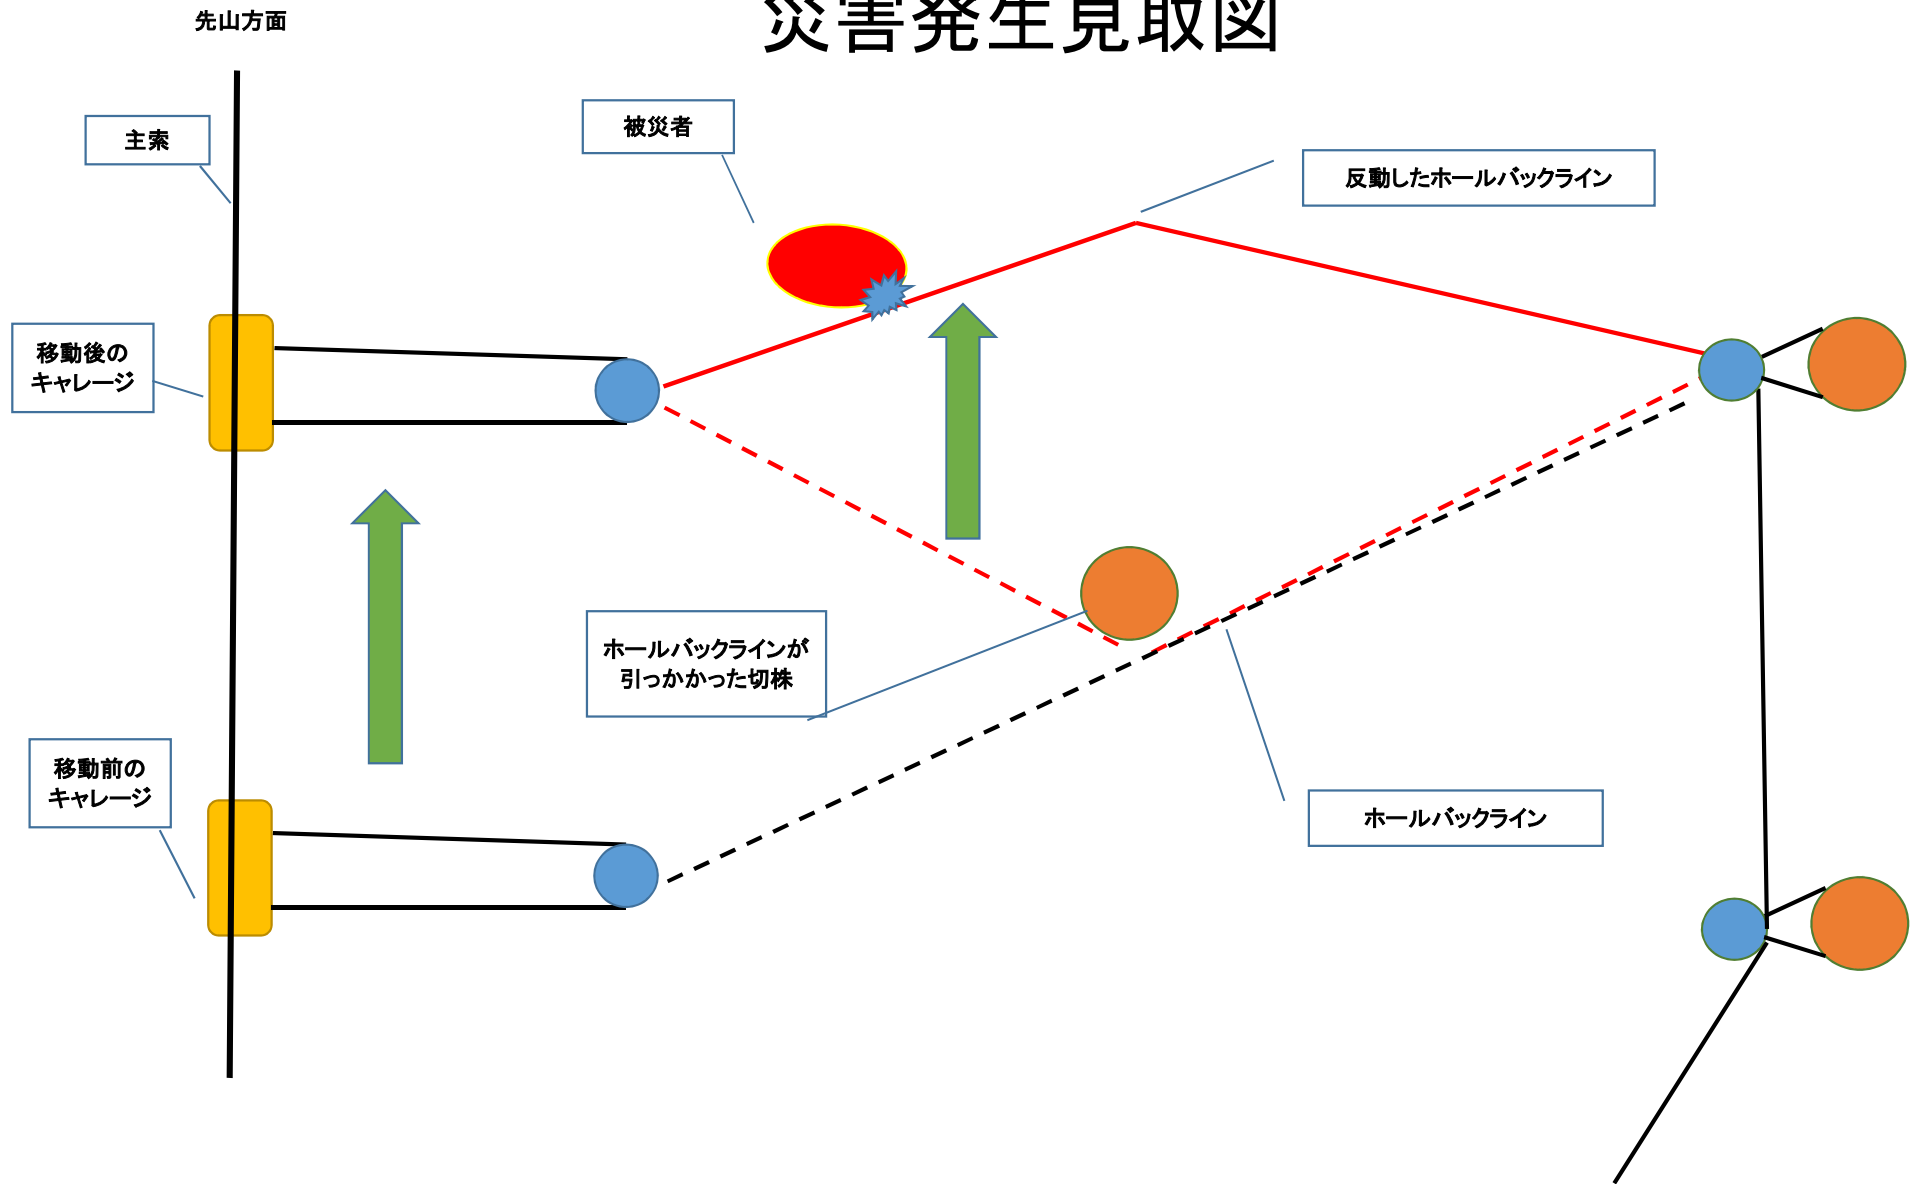 災害発生見取図
先山方面
主索
被災者
反動したホールバックライン
移動後の
キャレージ
ホールバックラインが
引っかかった切株
移動前の
キャレージ
ホールバックライン